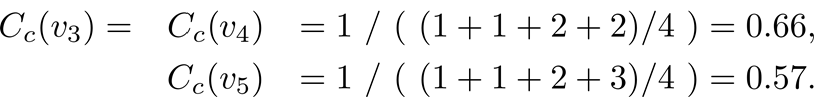 C_c(v_3) = C_c(v_4) = 1 / ( (1 + 1 + 2 + 2)/4 ) = 0.66,
C_c(v_5) = 1 / ( (1 + 1 + 2 + 3)/4 ) = 0.57.